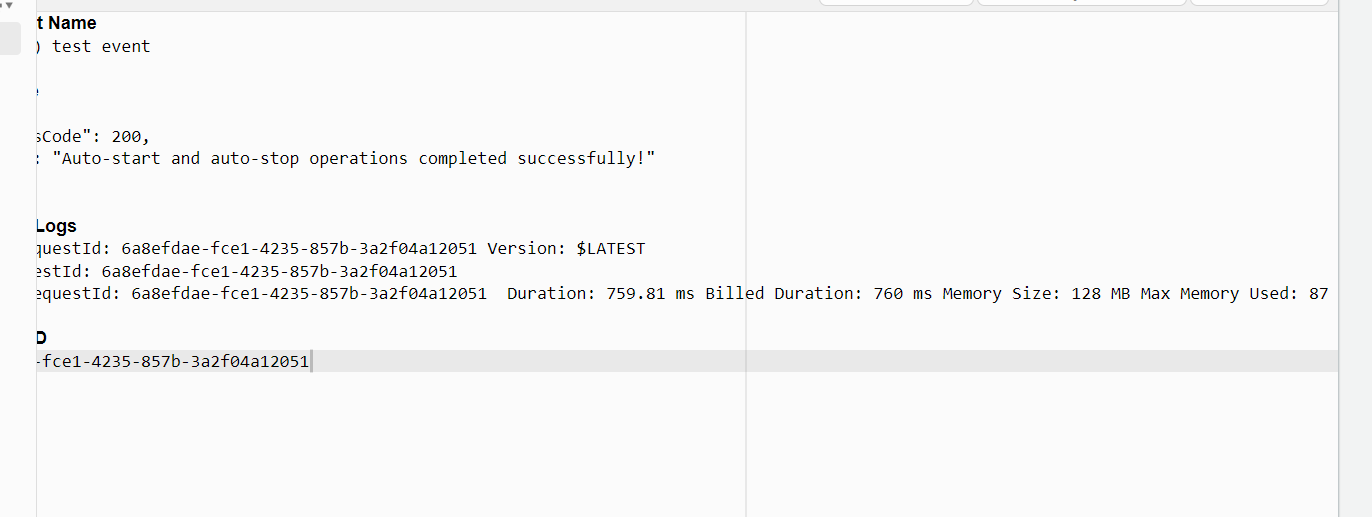 t Name
) test event
sCode": 200,
: "Auto-start and auto-stop operations completed successfully!"
Logs
questId: 6a8efdae-fce1-4235-857b-3a2f04a12051 Version: $LATEST
estId: 6a8efdae-fce1-4235-857b-3a2f04a12051
equestId: 6a8efdae-fce1-4235-857b-3a2f04a12051 Duration: 759.81 ms Billed Duration: 760 ms Memory Size: 128 MB Max Memory Used: 87
D
-fce1-4235-857b-3a2f04a12051